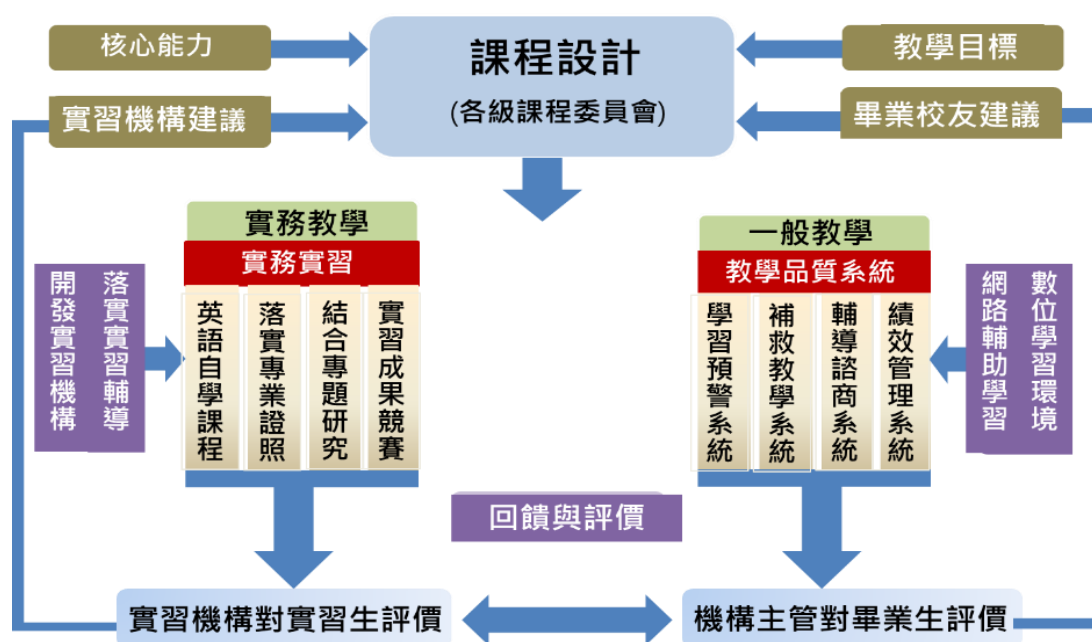 核心能力
課程設計
(各級課程委員會)
教學目標
實習機構建議
畢業校友建議
實務教學
實務實習
開發實習機構
落實實習輔導
英語自學課程
落實專業證照
結合專題研究
實習成果競賽
一般教學
教學品質系統
學習預警系統
補救教學系統
輔導諮商系統
績效管理系統
網路輔助學習
數位學習環境
回饋與評價
實習機構對實習生評價
機構主管對畢業生評價